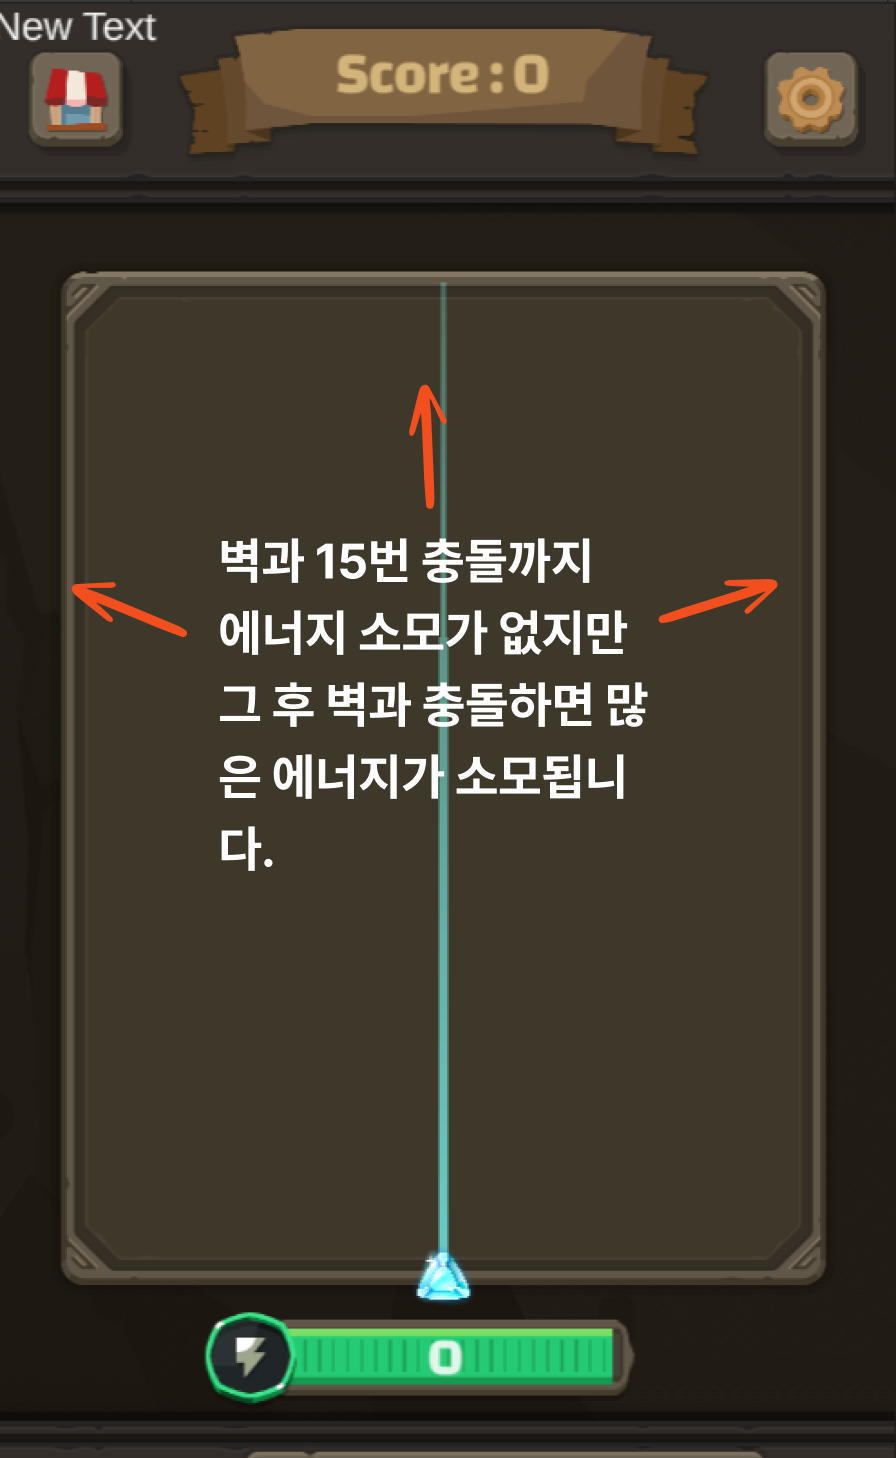 New Text
Score : 0
벽과 15번 충돌까지
에너지 소모가 없지만
그 후 벽과 충돌하면 많
은 에너지가 소모됩니
다.
0